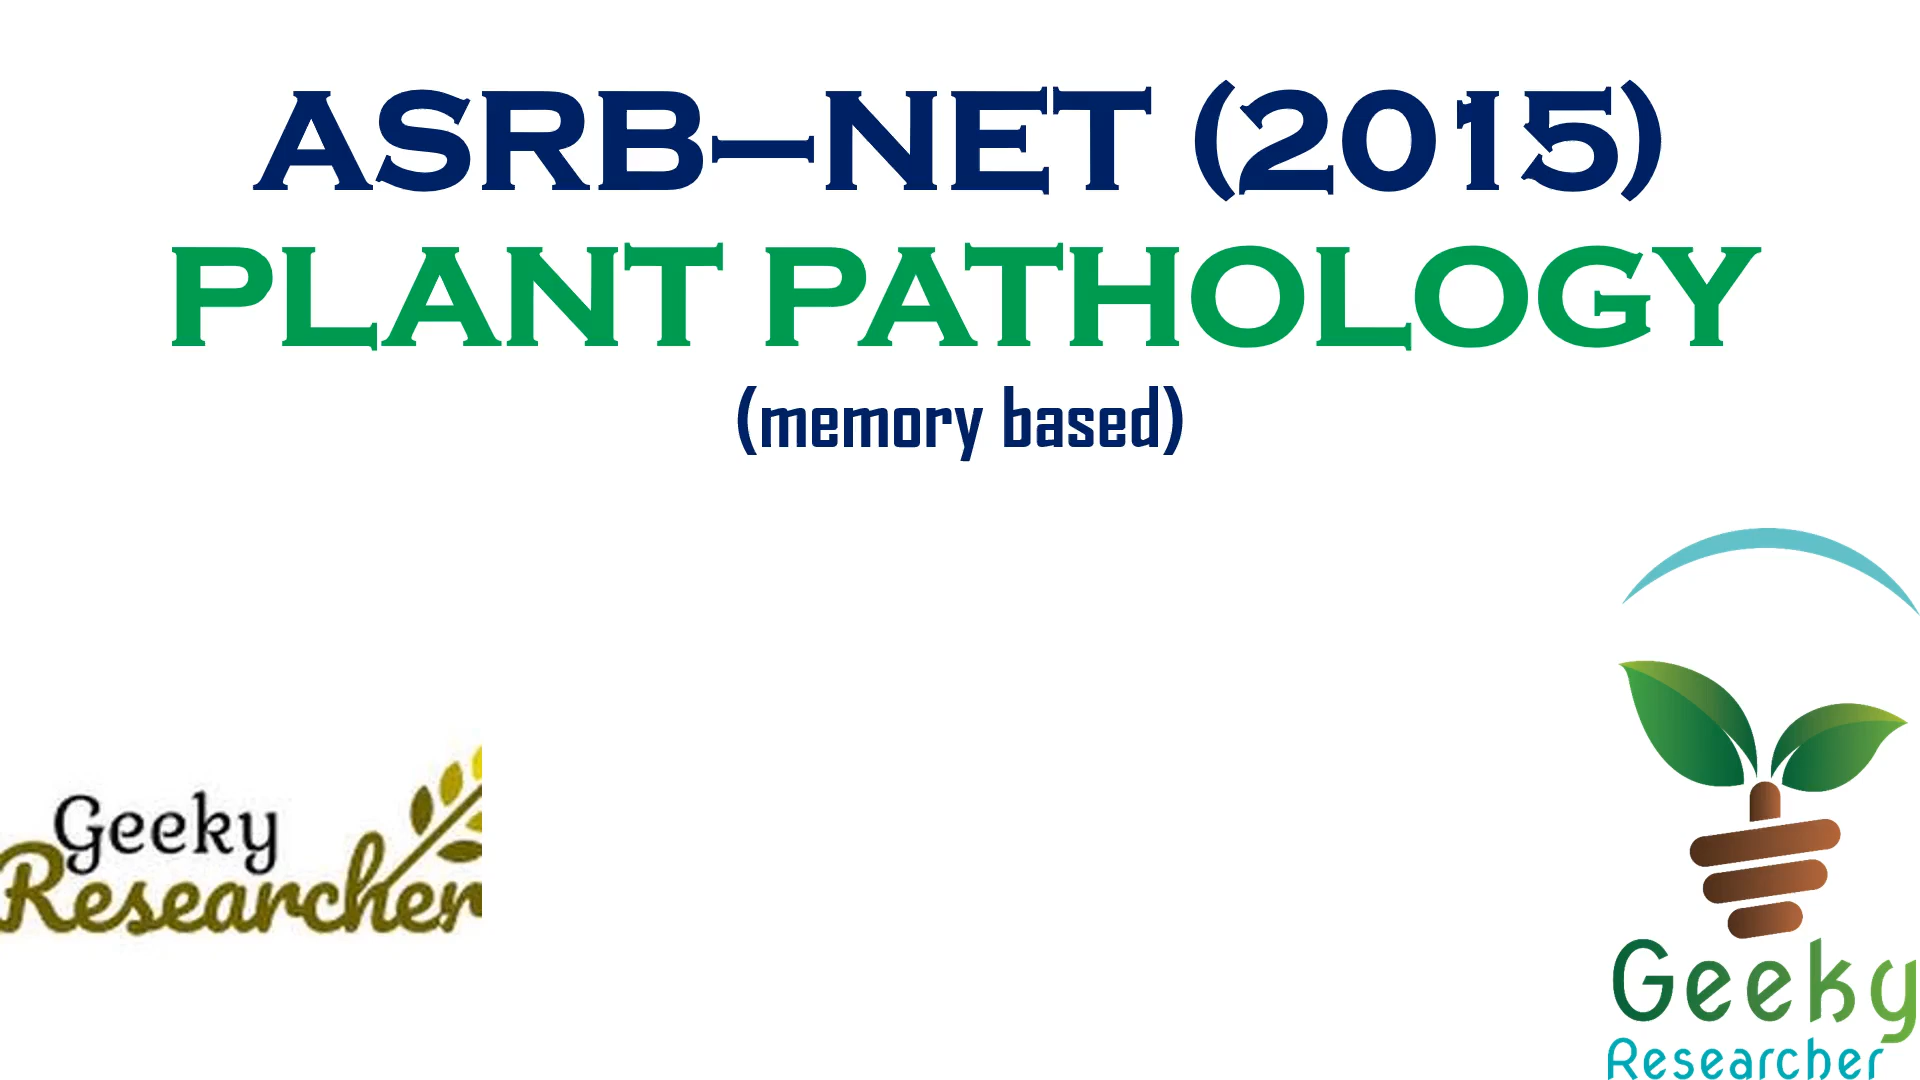 ASRB—NET (2015)
PLANT PATHOLOGY
(memory based)
Geeky
Researcher
Geeky
Researcher